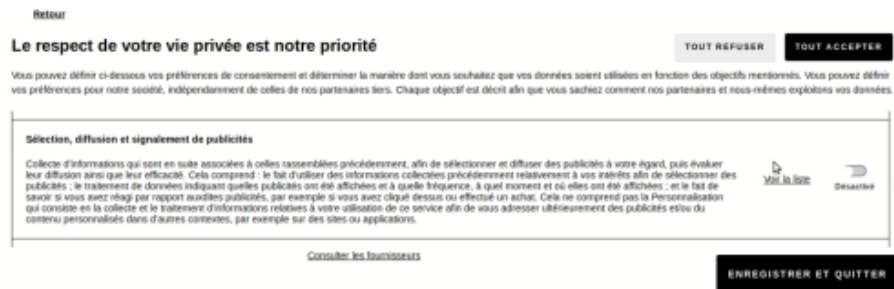 Retour
Le respect de votre vie privée est notre priorité
TOUT REFUSER
TOUT ACCEPTER
Vous pouvez définir ci-dessous vos préférences de consentement et déterminer la manière dont vous souhaitez que vos données soient utilisées en fonction des objectifs mentionnés. Vous pouvez définir
vos préférences pour notre société, indépendamment de celles de nos partenaires tiers. Chaque objectif est décrit afin que vous sachiez comment nos partenaires et nous-mêmes exploitons vos données.
Sélection, diffusion et signalement de publicités
Collecte d'informations qui sont en suite associées à celles rassemblées précédemment, afin de sélectionner et diffuser des publicités à votre égard, puis évaluer
leur diffusion ainsi que leur efficacité. Cela comprend : le fait d'utiliser des informations collectées précédemment relativement à vos intérêts afin de sélectionner des
publicités ; le traitement de données indiquant quelles publicités ont été affichées et à quelle fréquence, à quel moment et où elles ont été affichées ; et le fait de
savoir si vous avez réagi par rapport auxdites publicités, par exemple si vous avez cliqué dessus ou effectué un achat. Cela ne comprend pas la Personnalisation
qui consiste en la collecte et le traitement d'informations relatives à votre utilisation de ce service afin de vous adresser ultérieurement des publicités et/ou du
contenu personnalisés dans d'autres contextes, par exemple sur des sites ou applications.
Voir la liste
Désactivé
Consulter les fournisseurs
ENREGISTRER ET QUITTER